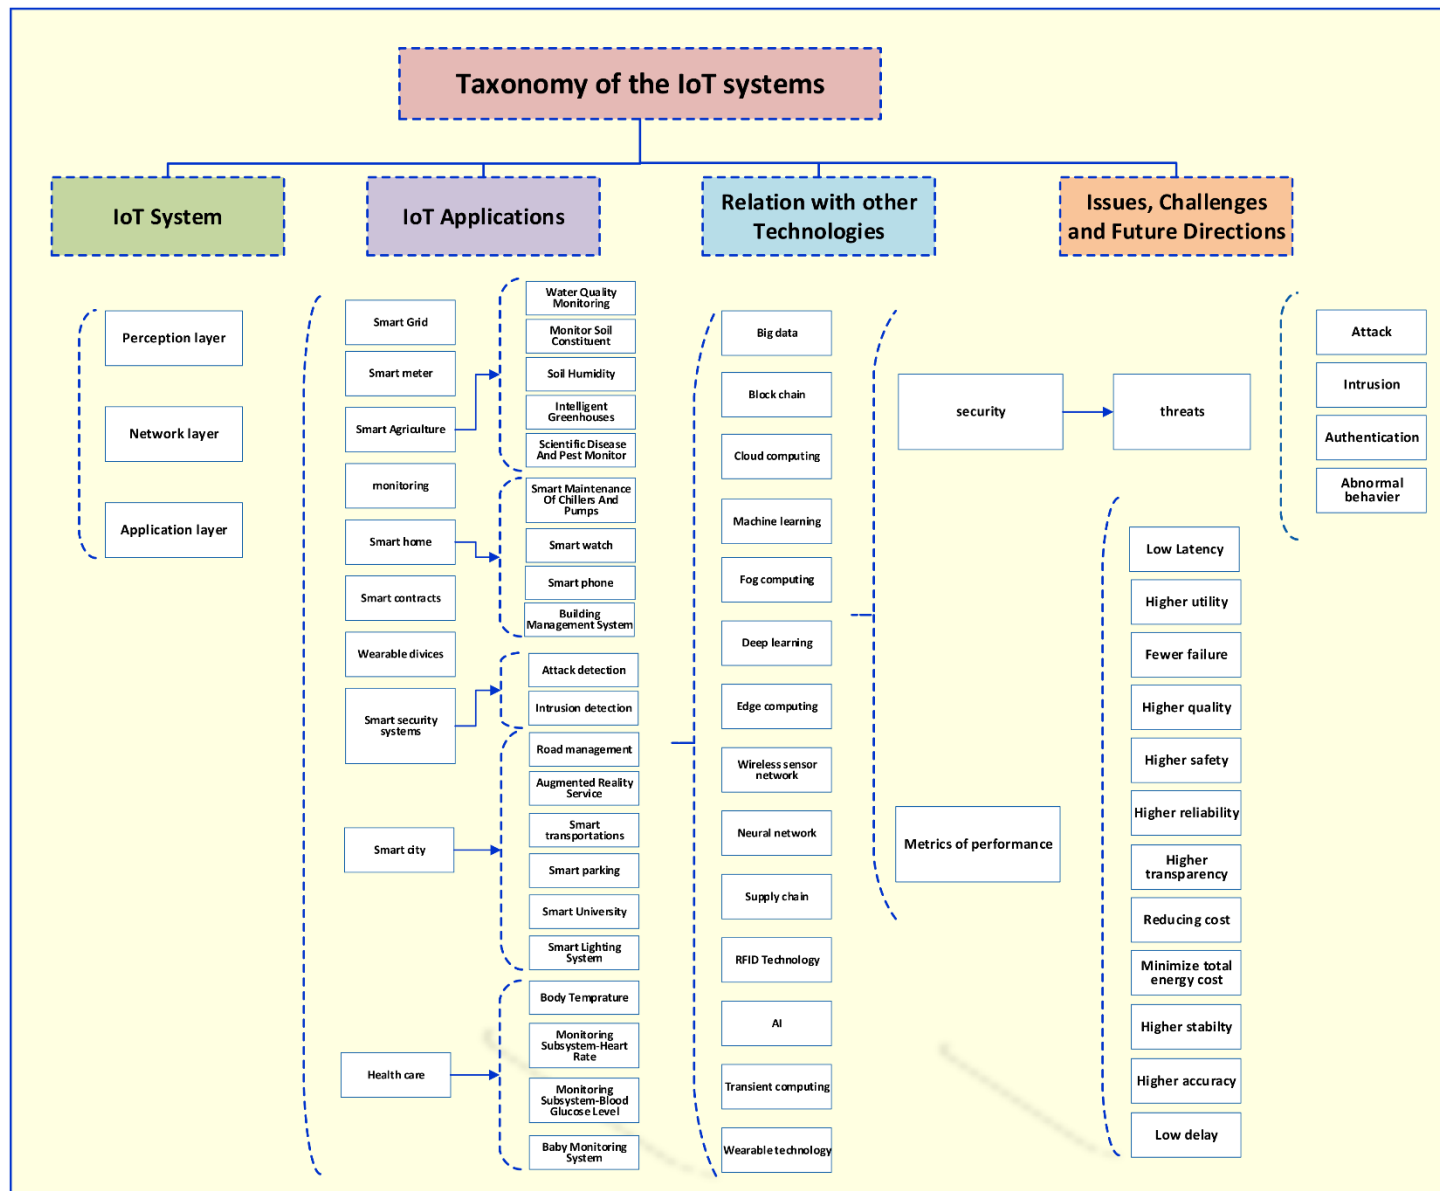 Taxonomy of the IoT systems
IoT System
IoT Applications
Relation with other
Technologies
Issues, Challenges
and Future Directions
Perception layer
Network layer
Application layer
Smart Grid
Smart meter
Smart Agriculture
monitoring
Smart home
Smart contracts
Wearable divices
Smart security
systems
Smart city
Health care
Water Quality
Monitoring
Monitor Soil
Constituent
Soil Humidity
Intelligent
Greenhouses
Scientific Disease
And Pest Monitor
Smart Maintenance
Of Chillers And
Pumps
Smart watch
Smart phone
Building
Management System
Attack detection
Intrusion detection
Road management
Augmented Reality
Service
Smart
transportations
Smart parking
Smart University
Smart Lighting
System
Body Temprature
Monitoring
Subsystem-Heart
Rate
Monitoring
Subsystem-Blood
Glucose Level
Baby Monitoring
System
Big data
Block chain
Cloud computing
Machine learning
Fog computing
Deep learning
Edge computing
Wireless sensor
network
Neural network
Supply chain
RFID Technology
AI
Transient computing
Wearable technology
security
threats
Metrics of performance
Attack
Intrusion
Authentication
Abnormal
behavier
Low Latency
Higher utility
Fewer failure
Higher quality
Higher safety
Higher reliability
Higher
transparency
Reducing cost
Minimize total
energy cost
Higher stabilty
Higher accuracy
Low delay